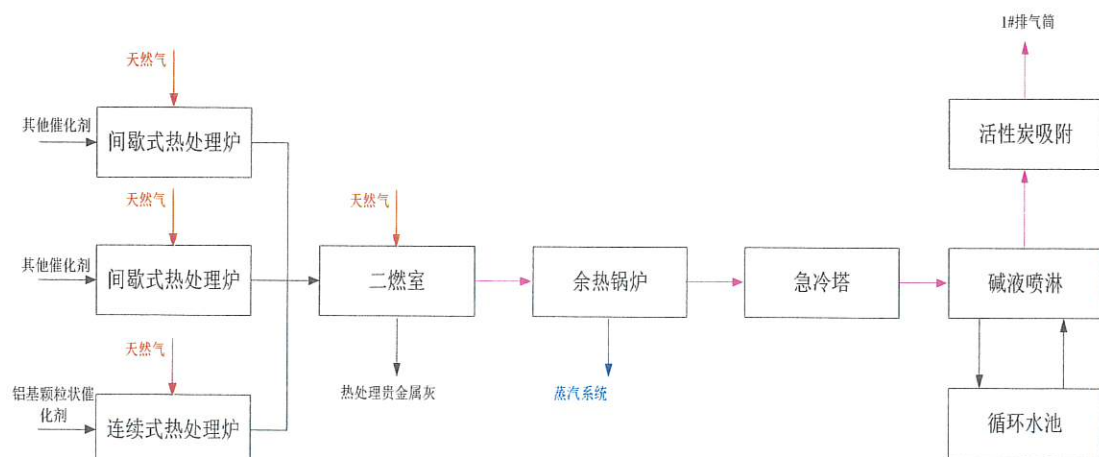 1#排气筒
天然气
其他催化剂
间歇式热处理炉
活性炭吸附
天然气
天然气
其他催化剂
间歇式热处理炉
二燃室
余热锅炉
急冷塔
碱液喷淋
天然气
热处理贵金属灰
蒸汽系统
铝基颗粒状催
化剂
连续式热处理炉
循环水池